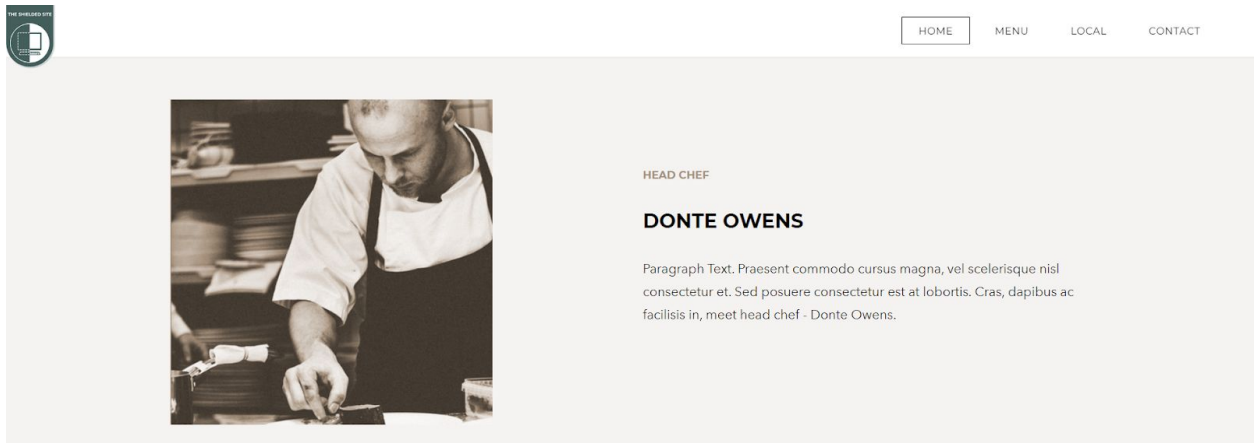 THE SHIELDED SITE
HOME MENU LOCAL CONTACT
HEAD CHEF
DONTE OWENS
Paragraph Text. Praesent commodo cursus magna, vel scelerisque nisl
consectetur et. Sed posuere consectetur est at lobortis. Cras, dapibus ac
facilisis in, meet head chef - Donte Owens.